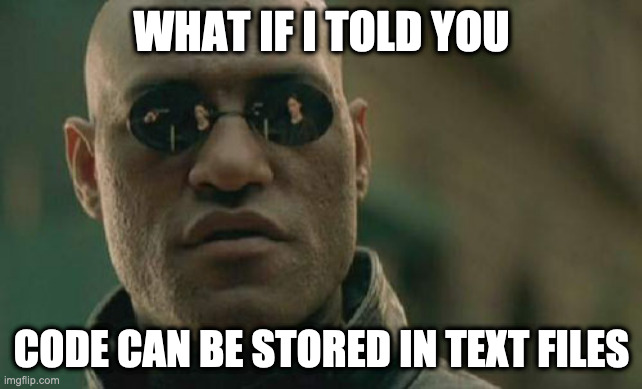 WHAT IF I TOLD YOU
CODE CAN BE STORED IN TEXT FILES
imgflip.com